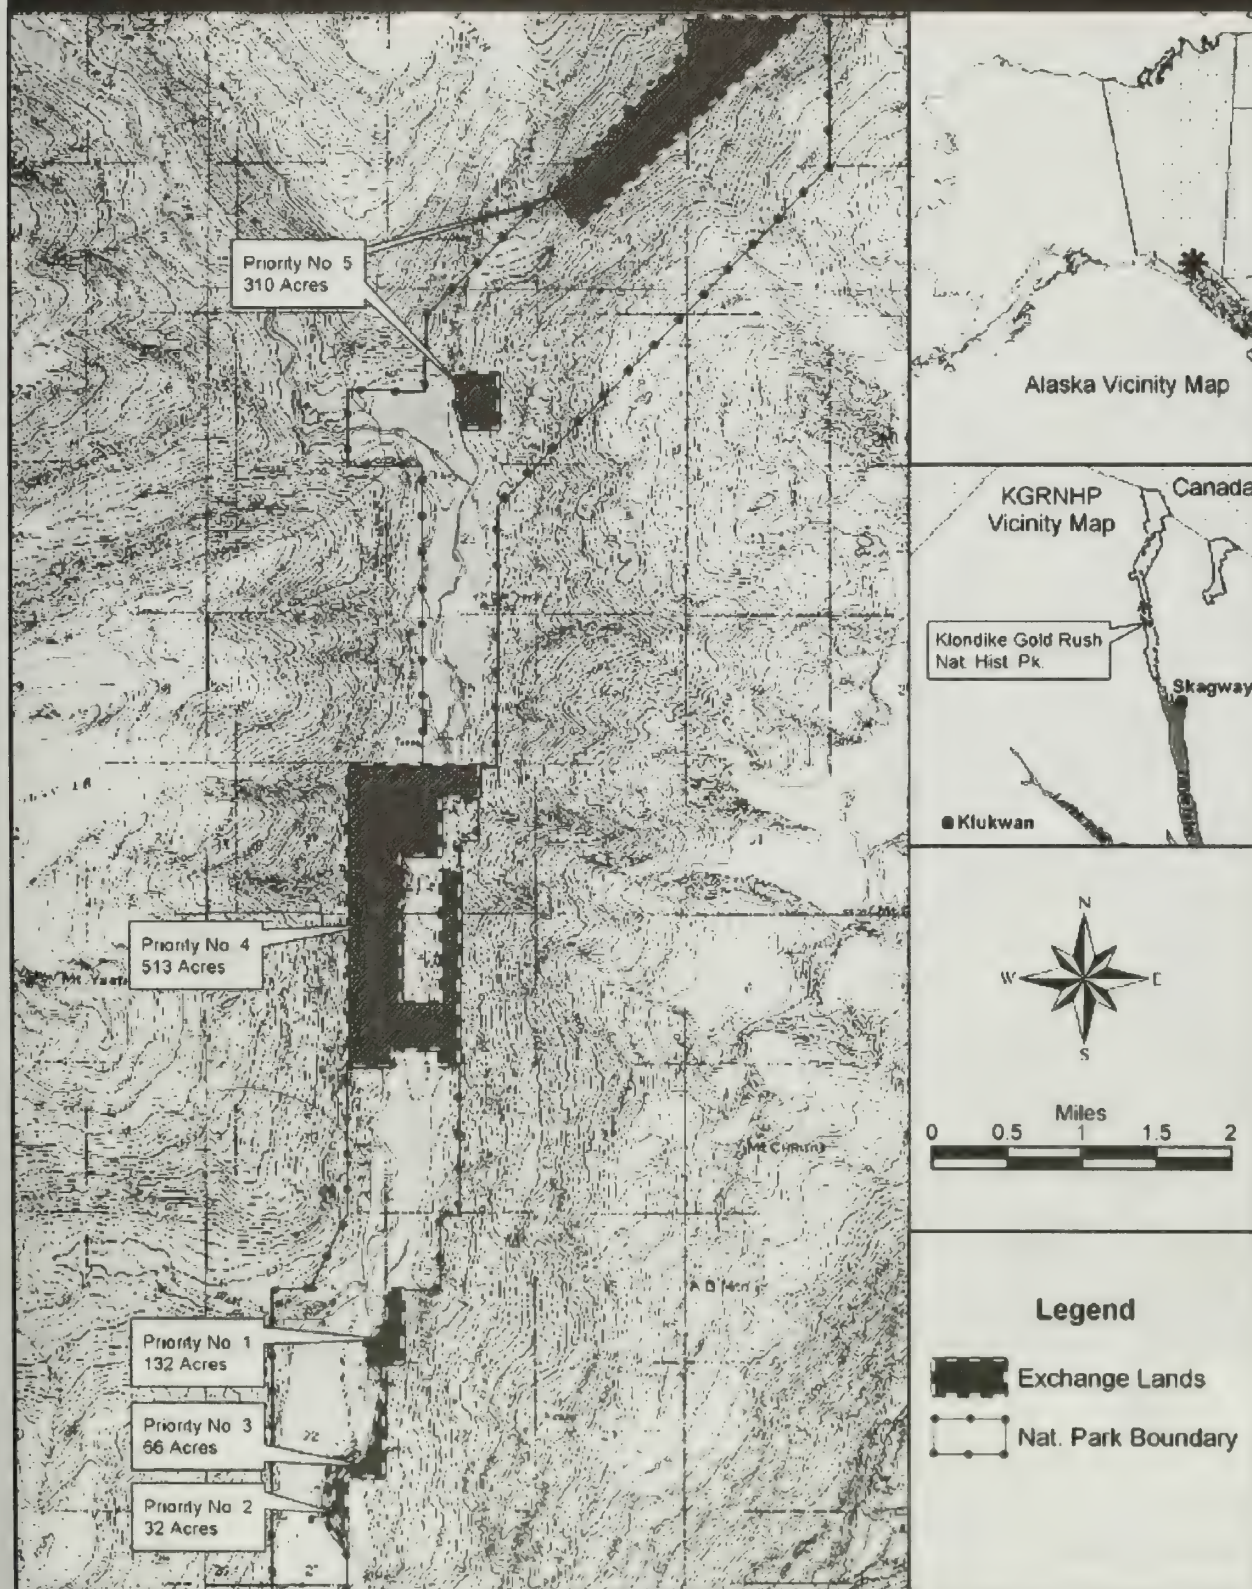 Priority No. 5
310 Acres
Priority No. 4
513 Acres
Priority No. 1
132 Acres
Priority No. 3
66 Acres
Priority No. 2
32 Acres
22
Alaska Vicinity Map
KGRNHP
Vicinity Map
Canada
Klondike Gold Rush
Nat. Hist. Pk.
Skagway
Klukwan
N
W
E
S
Miles
0 0.5 1 1.5 2
Legend
Exchange Lands
Nat. Park Boundary